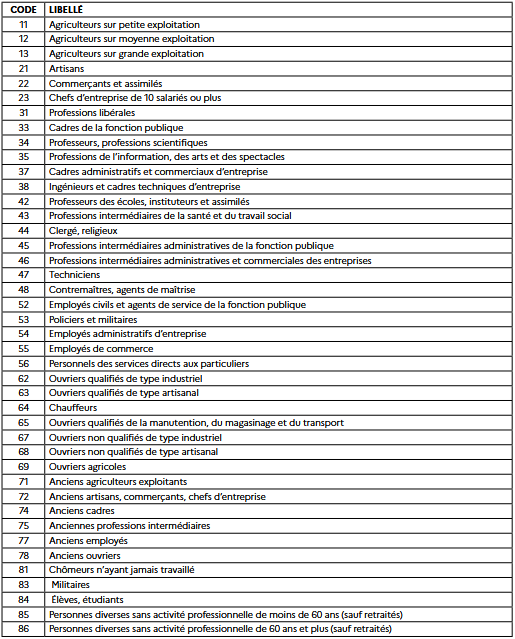 CODE LIBELLÉ
11 Agriculteurs sur petite exploitation
12 Agriculteurs sur moyenne exploitation
13 Agriculteurs sur grande exploitation
21 Artisans
22 Commerçants et assimilés
23 Chefs d'entreprise de 10 salariés ou plus
31 Professions libérales
33 Cadres de la fonction publique
34 Professeurs, professions scientifiques
35 Professions de l'information, des arts et des spectacles
37 Cadres administratifs et commerciaux d'entreprise
38 Ingénieurs et cadres techniques d'entreprise
42 Professeurs des écoles, instituteurs et assimilés
43 Professions intermédiaires de la santé et du travail social
44 Clergé, religieux
45 Professions intermédiaires administratives de la fonction publique
46 Professions intermédiaires administratives et commerciales des entreprises
47 Techniciens
48 Contremaîtres, agents de maîtrise
52 Employés civils et agents de service de la fonction publique
53 Policiers et militaires
54 Employés administratifs d'entreprise
55 Employés de commerce
56 Personnels des services directs aux particuliers
62 Ouvriers qualifiés de type industriel
63 Ouvriers qualifiés de type artisanal
64 Chauffeurs
65 Ouvriers qualifiés de la manutention, du magasinage et du transport
67 Ouvriers non qualifiés de type industriel
68 Ouvriers non qualifiés de type artisanal
69 Ouvriers agricoles
71 Anciens agriculteurs exploitants
72 Anciens artisans, commerçants, chefs d'entreprise
74 Anciens cadres
75 Anciennes professions intermédiaires
77 Anciens employés
78 Anciens ouvriers
81 Chômeurs n'ayant jamais travaillé
83 Militaires
84 Élèves, étudiants
85 Personnes diverses sans activité professionnelle de moins de 60 ans (sauf retraités)
86 Personnes diverses sans activité professionnelle de 60 ans et plus (sauf retraités)